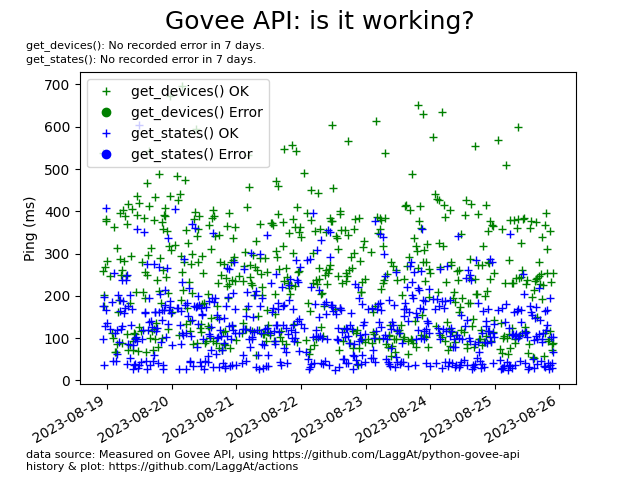 Govee API: is it working?
get_devices(): No recorded error in 7 days.
get_states(): No recorded error in 7 days.
get_devices() OK
get_devices() Error
get_states() OK
get_states() Error
Ping (ms)
700
600
500
400
300
200
100
0
2023-08-19
2023-08-20
2023-08-21
2023-08-22
2023-08-23
2023-08-24
2023-08-25
2023-08-26
data source: Measured on Govee API, using https://github.com/LaggAt/python-govee-api
history & plot: https://github.com/LaggAt/actions